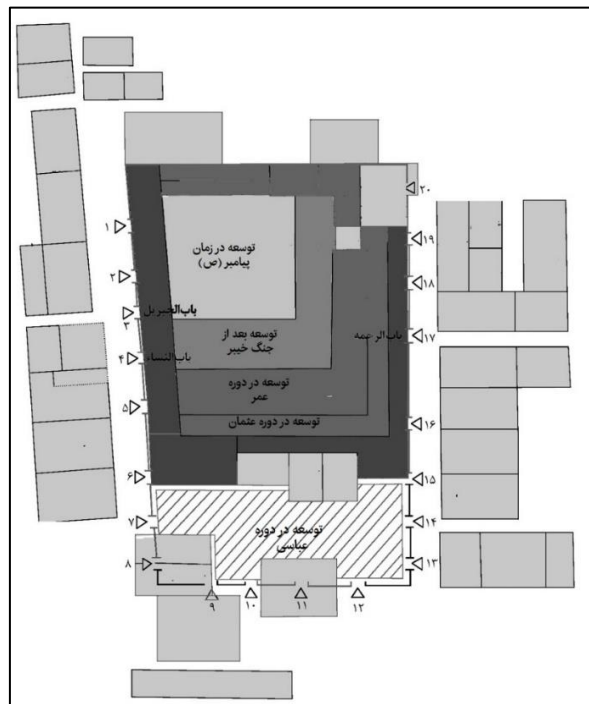 ۲۰
۱
توسعه در زمان
پیامبر (ص)
۱۹
۲
۱۸
باب‌الجبریل
۳
توسعه بعد از
جنگ خیبر
باب‌الرحمه
۱۷
۴
باب‌النساء
توسعه در دوره
عمر
۵
توسعه در دوره عثمان
۱۶
۶
۱۵
۷
توسعه در دوره
عباسی
۱۴
۸
۱۳
۹
۱۰
۱۱
۱۲